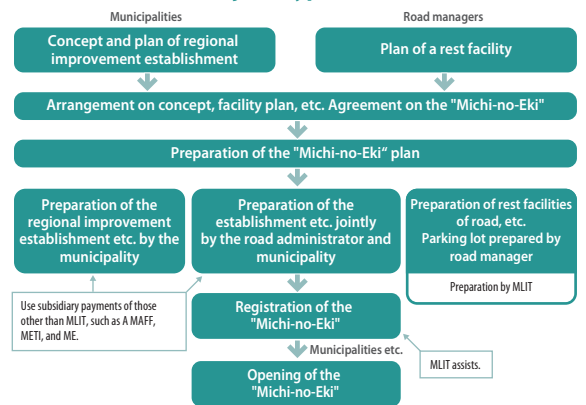 Municipalities
Road managers
Concept and plan of regional
improvement establishment
Plan of a rest facility
Arrangement on concept, facility plan, etc. Agreement on the "Michi-no-Eki"
Preparation of the "Michi-no-Eki“ plan
Preparation of the
regional improvement
establishment etc. by the
municipality
Preparation of the
establishment etc. jointly
by the road administrator and
municipality
Preparation of rest facilities
of road, etc.
Parking lot prepared by
road manager
Preparation by MLIT
Use subsidiary payments of those
other than MLIT, such as A MAFF,
METI, and ME.
Registration of the
"Michi-no-Eki"
Municipalities etc.
MLIT assists.
Opening of the
"Michi-no-Eki"